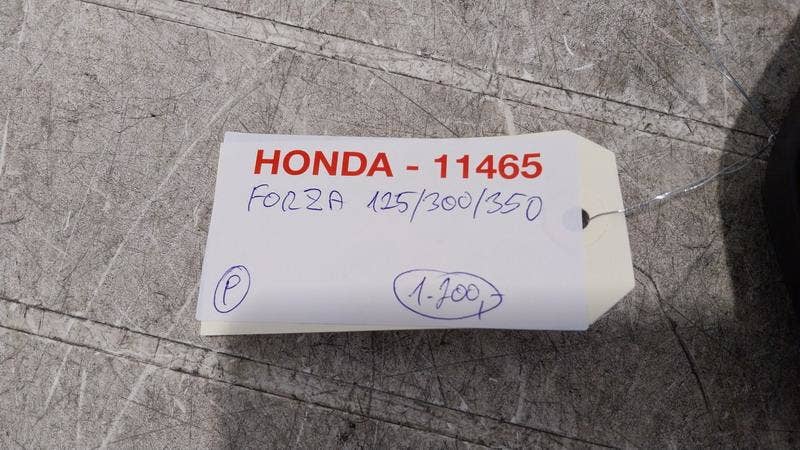 HONDA - 11465
FORZA 125/300/350
P
1.200,-